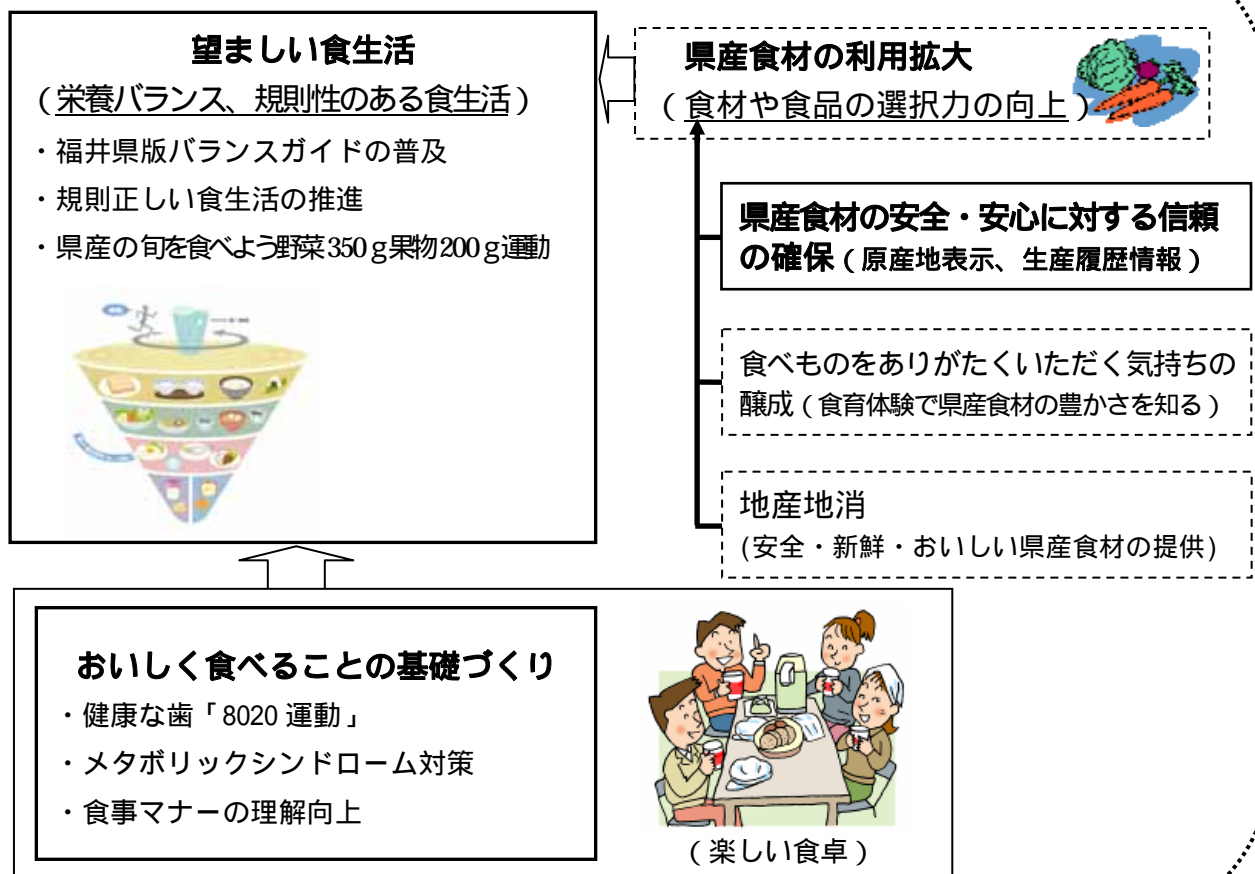 望ましい食生活
（栄養バランス、規則性のある食生活）
・福井県版バランスガイドの普及
・規則正しい食生活の推進
・県産の旬を食べよう野菜350ｇ果物200ｇ運動
県産食材の利用拡大
（食材や食品の選択力の向上）
県産食材の安全・安心に対する信頼
の確保（原産地表示、生産履歴情報）
食べものをありがたくいただく気持ちの
醸成（食育体験で県産食材の豊かさを知る）
地産地消
(安全・新鮮・おいしい県産食材の提供)
おいしく食べることの基礎づくり
・健康な歯「8020 運動」
・メタボリックシンドローム対策
・食事マナーの理解向上
（楽しい食卓）